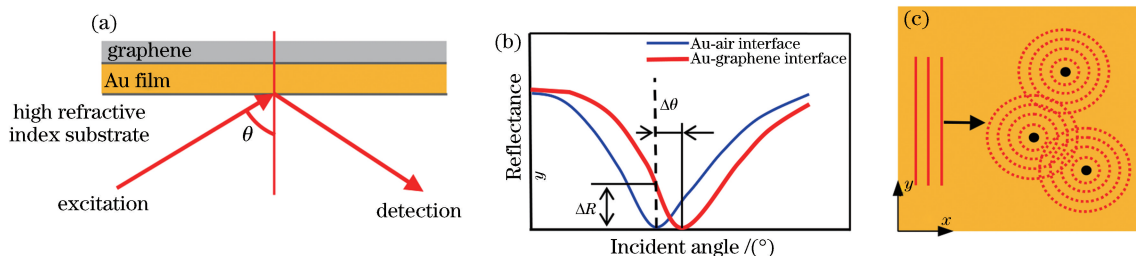 (a)
graphene
Au film
high refractive
index substrate
θ
excitation
detection
(b)
Au-air interface
Au-graphene interface
Δθ
Reflectance
y
ΔR
Incident angle /(°)
(c)
y
x